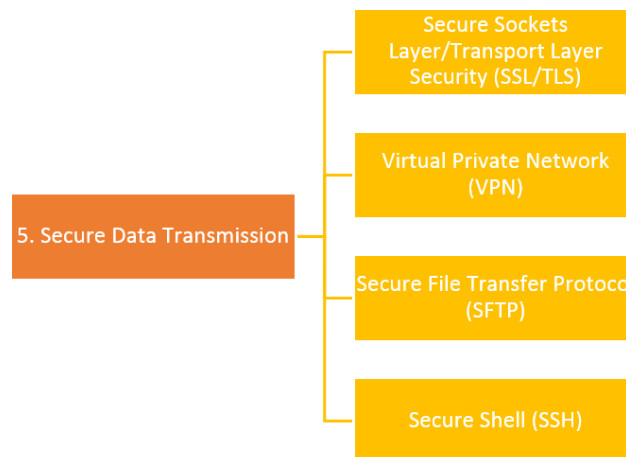 Secure Sockets
Layer/Transport Layer
Security (SSL/TLS)
Virtual Private Network
(VPN)
5. Secure Data Transmission
Secure File Transfer Protoco
(SFTP)
Secure Shell (SSH)